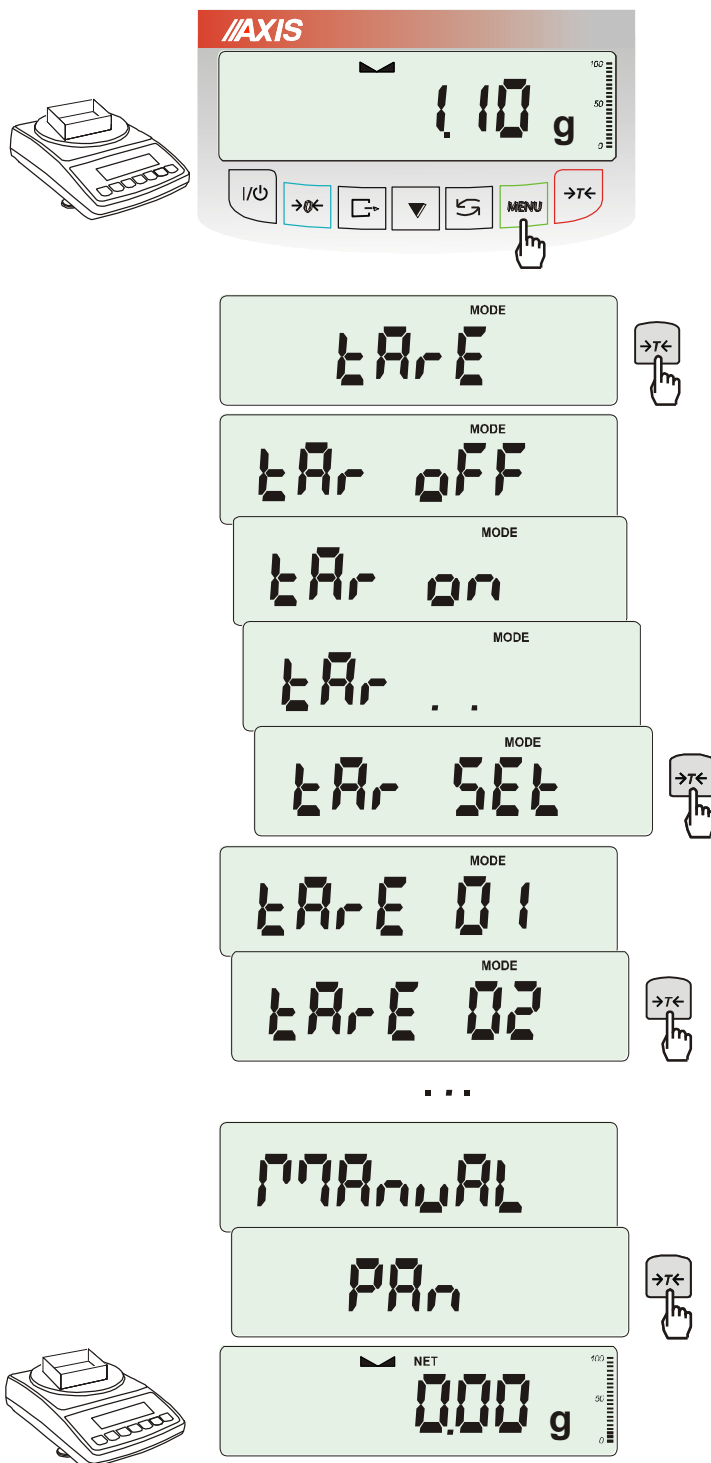 //AXIS
100
50
0
1.10 g
I/⏻ →0← MENU →T←
MODE
tArE
→T←
MODE
tAr oFF
MODE
tAr on
MODE
tAr . .
MODE
tAr SEt
→T←
MODE
tArE 01
MODE
tArE 02
→T←
...
MAnuAL
PAn
→T←
NET
100
50
0
0.00 g